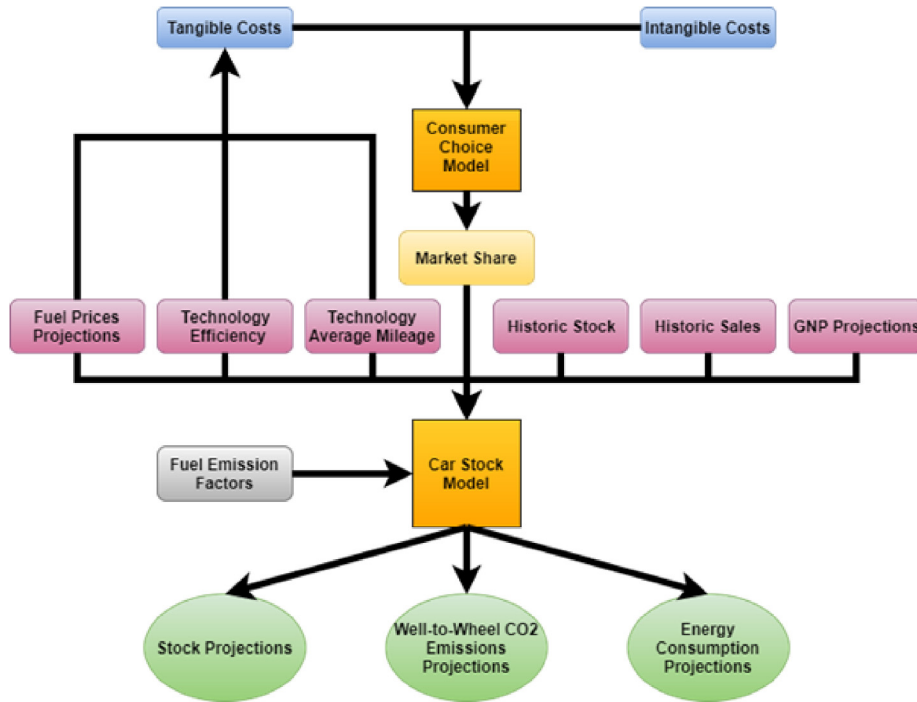 Tangible Costs
Intangible Costs
Consumer
Choice
Model
Market Share
Fuel Prices
Projections
Technology
Efficiency
Technology
Average Mileage
Historic Stock
Historic Sales
GNP Projections
Fuel Emission
Factors
Car Stock
Model
Stock Projections
Well-to-Wheel CO2
Emissions
Projections
Energy
Consumption
Projections